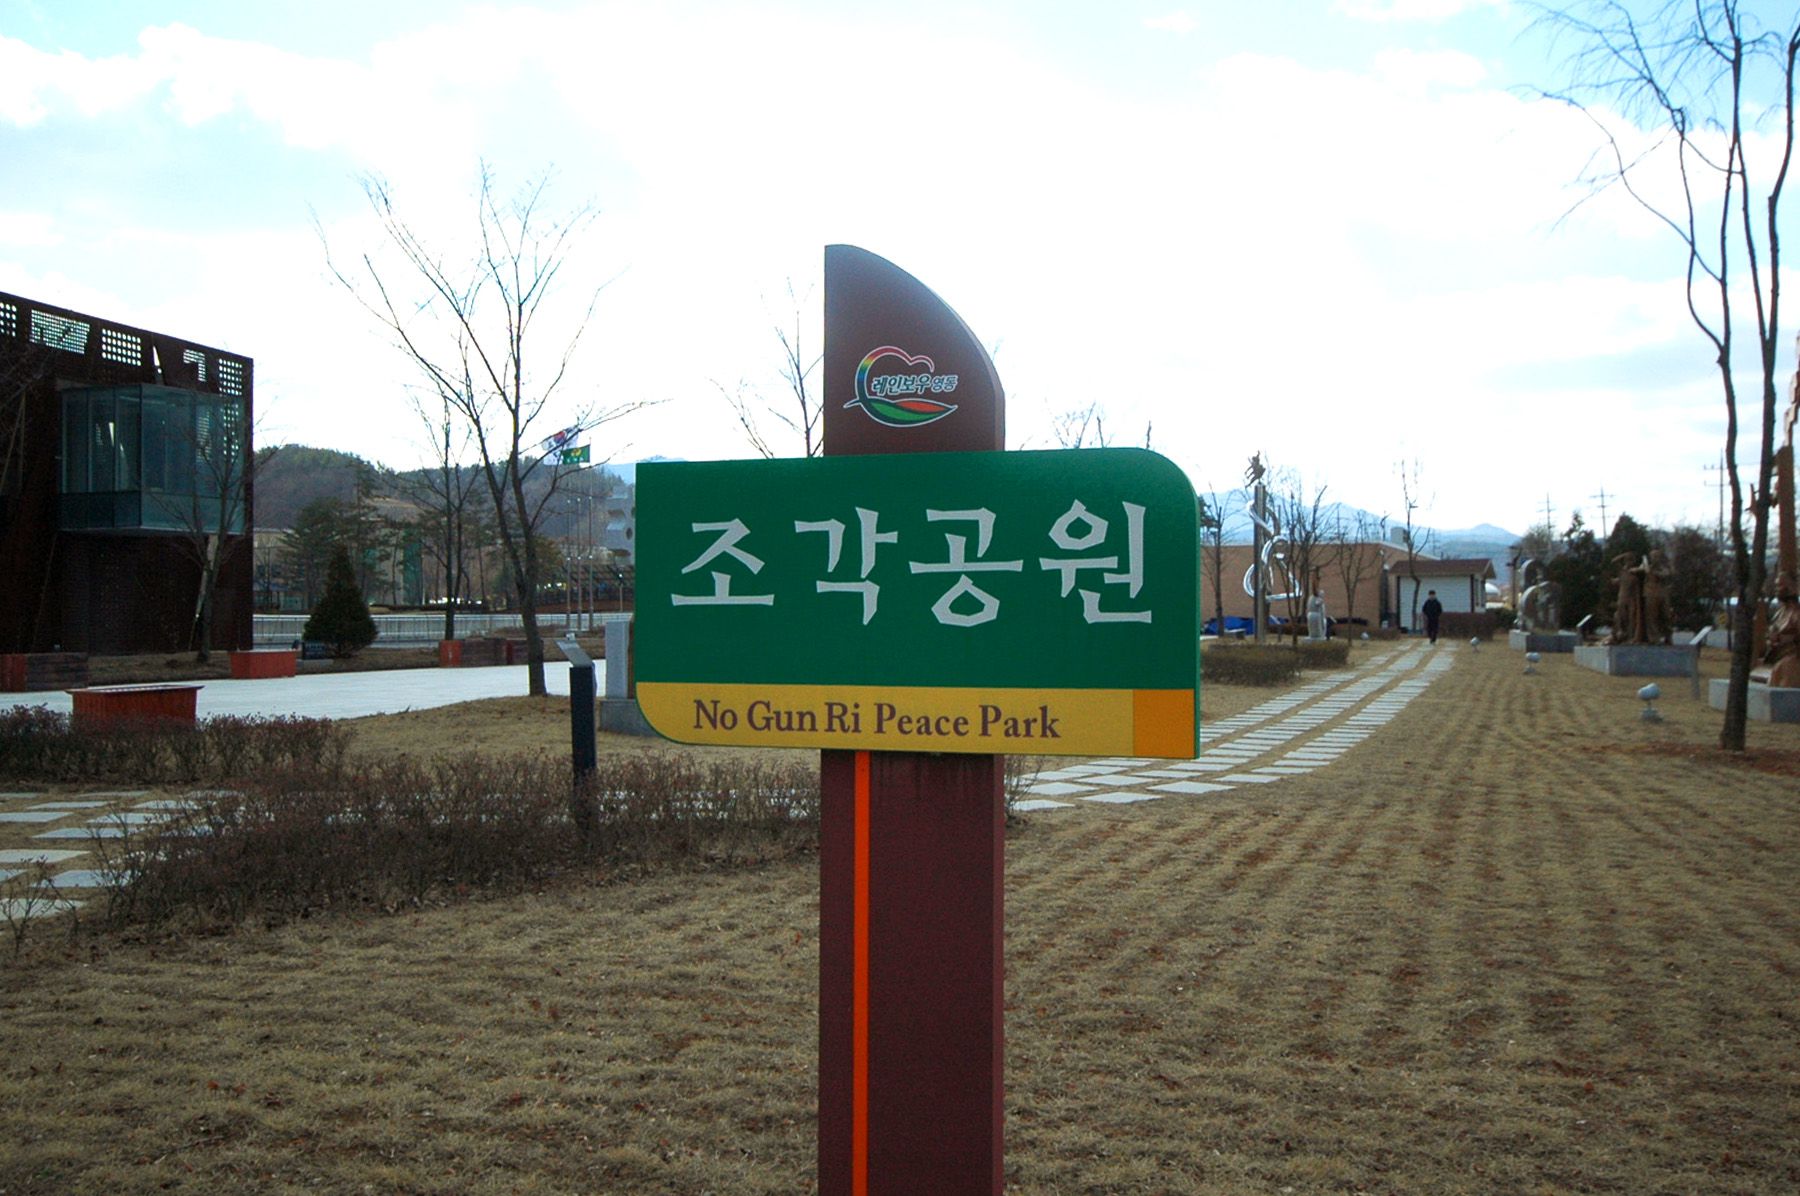 레인보우영동
조각공원
No Gun Ri Peace Park